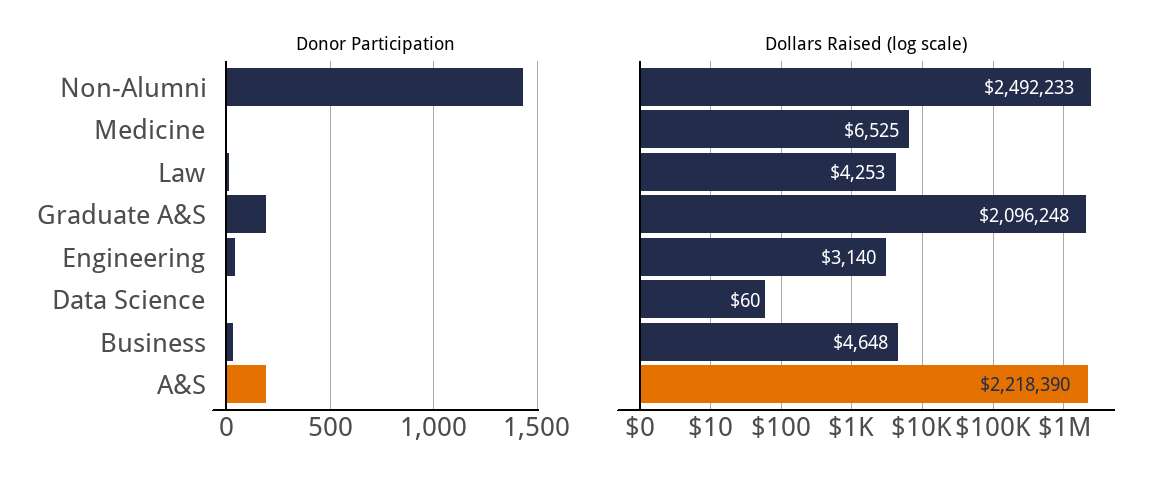 Donor Participation
Dollars Raised (log scale)
Non-Alumni
$2,492,233
Medicine
$6,525
Law
$4,253
Graduate A&S
$2,096,248
Engineering
$3,140
Data Science
$60
Business
$4,648
A&S
$2,218,390
0 500 1,000 1,500
$0 $10 $100 $1K $10K $100K $1M